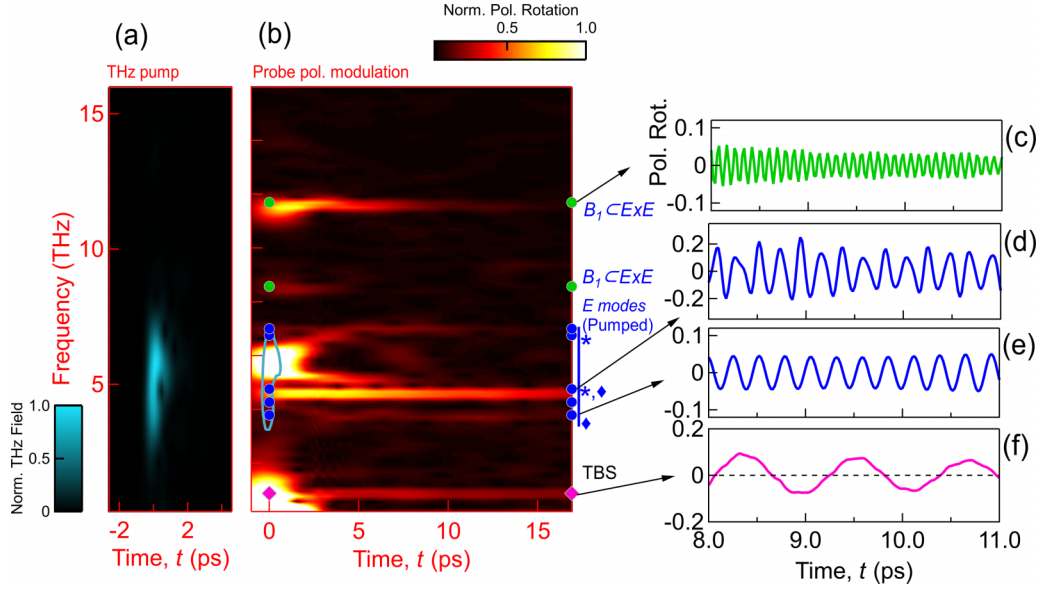 Norm. Pol. Rotation
0.5
1.0
(a)
(b)
THz pump
Probe pol. modulation
15
10
5
Frequency (THz)
1.0
0.5
0
Norm. THz Field
-2
2
Time, t (ps)
0
5
10
15
Time, t (ps)
B₁⊂ExE
B₁⊂ExE
E modes
(Pumped)
*
*,♦
♦
TBS
Pol. Rot.
0.1
0
-0.1
(c)
0.2
0
-0.2
(d)
0.1
0
-0.1
(e)
0.2
0
-0.2
(f)
8.0
9.0
10.0
11.0
Time, t (ps)